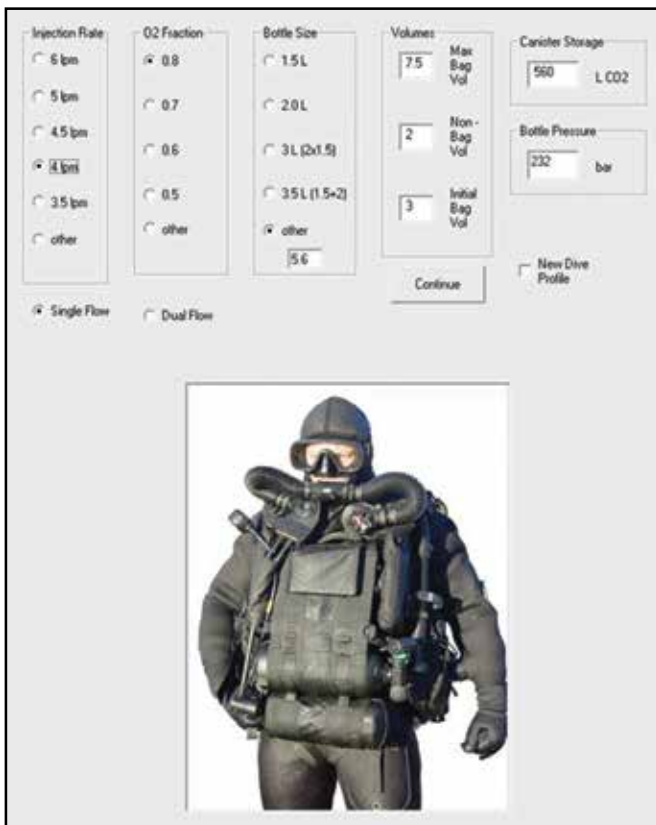 Injection Rate
6 lpm
5 lpm
4.5 lpm
4 lpm
3.5 lpm
other
O2 Fraction
0.8
0.7
0.6
0.5
other
Bottle Size
1.5 L
2.0 L
3 L (2x1.5)
3.5 L (1.5+2)
other
5.6
Volumes
7.5
Max
Bag
Vol
2
Non-
Bag
Vol
3
Initial
Bag
Vol
Canister Storage
560 L CO2
Bottle Pressure
232 bar
Continue
New Dive
Profile
Single Flow
Dual Flow